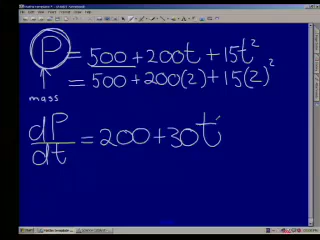 P = 500 + 200t + 15t²
= 500 + 200(2) + 15(2)²
mass
dP/dt = 200 + 30t